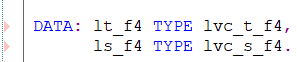 DATA: lt_f4 TYPE lvc_t_f4,
ls_f4 TYPE lvc_s_f4.